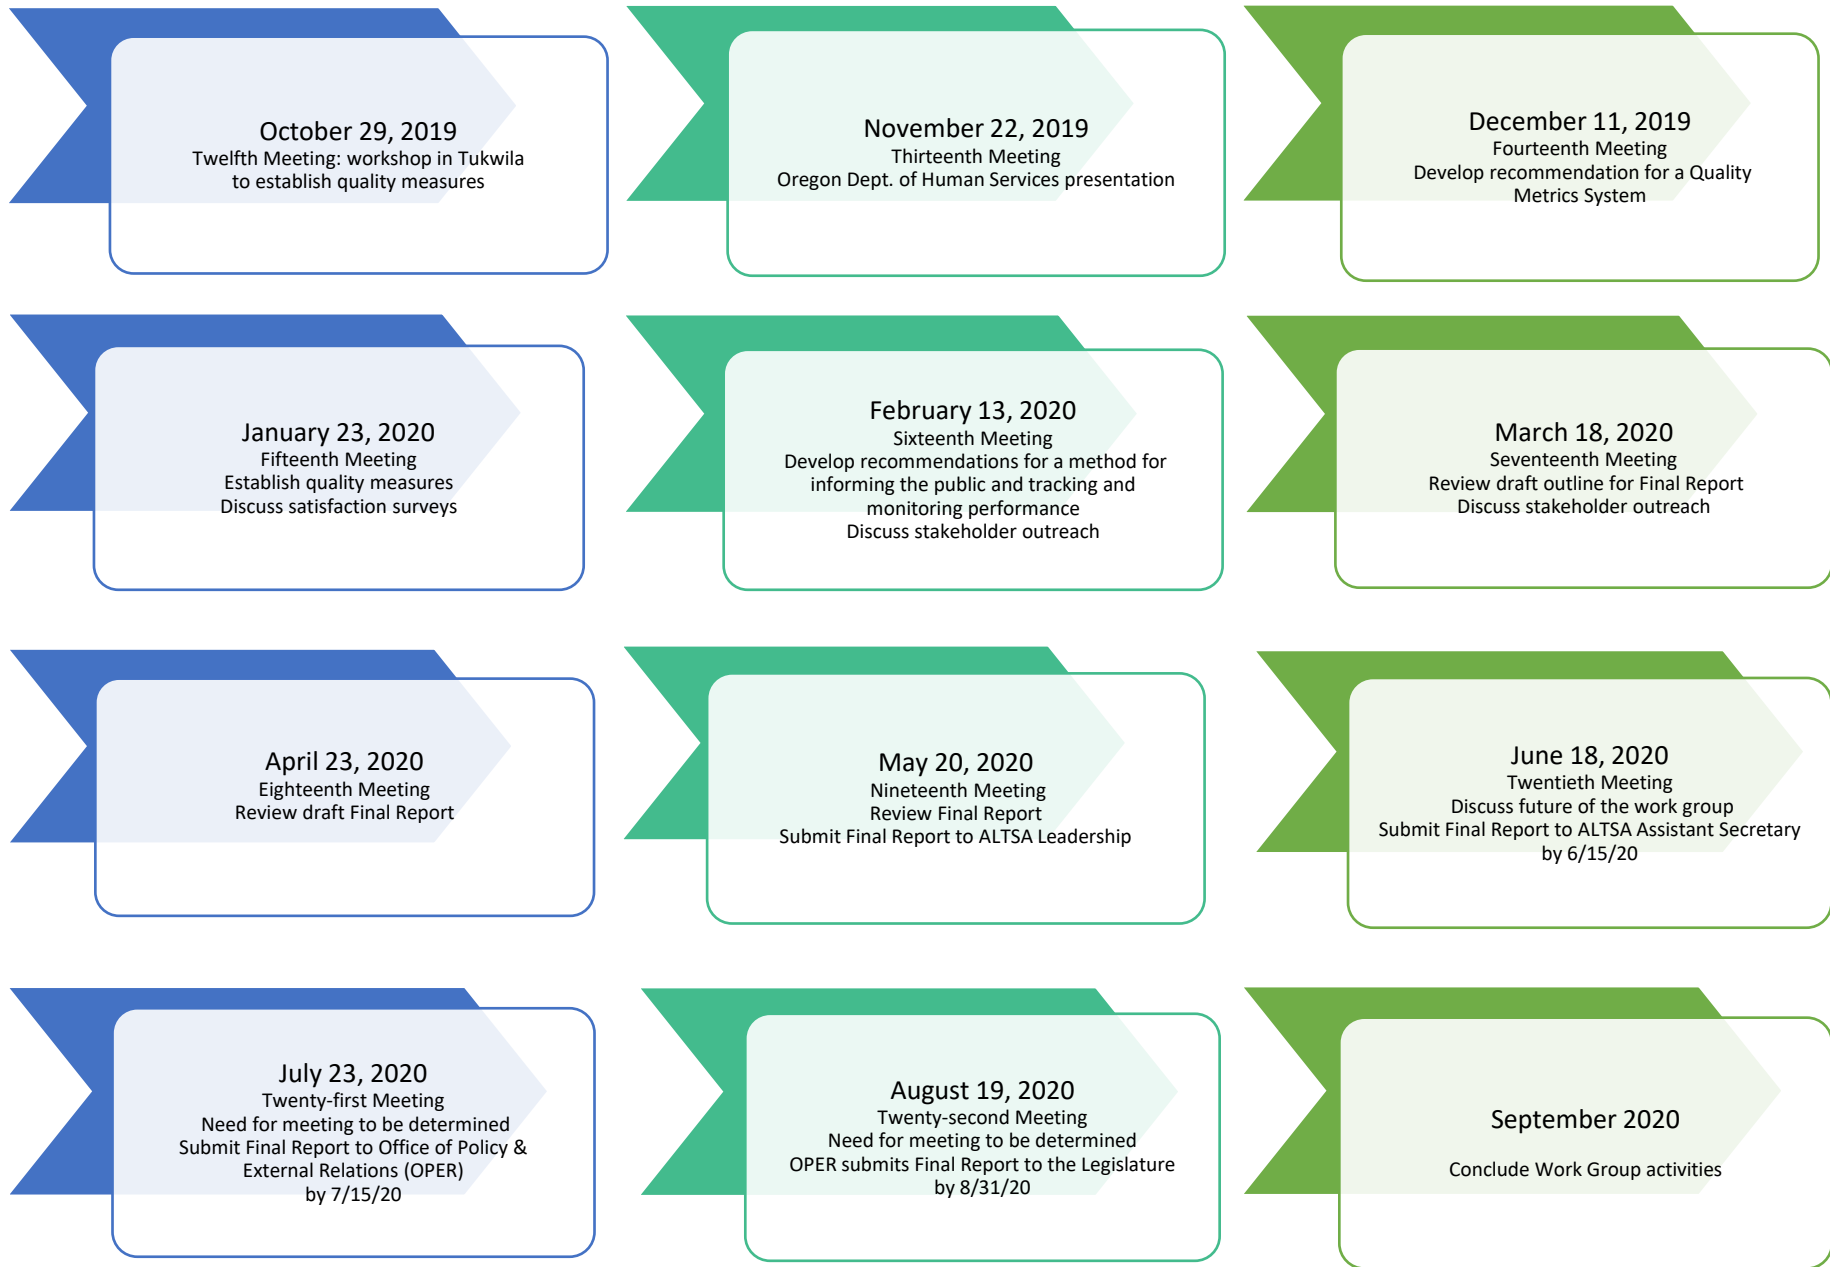 October 29, 2019
Twelfth Meeting: workshop in Tukwila
to establish quality measures
November 22, 2019
Thirteenth Meeting
Oregon Dept. of Human Services presentation
December 11, 2019
Fourteenth Meeting
Develop recommendation for a Quality
Metrics System
January 23, 2020
Fifteenth Meeting
Establish quality measures
Discuss satisfaction surveys
February 13, 2020
Sixteenth Meeting
Develop recommendations for a method for
informing the public and tracking and
monitoring performance
Discuss stakeholder outreach
March 18, 2020
Seventeenth Meeting
Review draft outline for Final Report
Discuss stakeholder outreach
April 23, 2020
Eighteenth Meeting
Review draft Final Report
May 20, 2020
Nineteenth Meeting
Review Final Report
Submit Final Report to ALTSA Leadership
June 18, 2020
Twentieth Meeting
Discuss future of the work group
Submit Final Report to ALTSA Assistant Secretary
by 6/15/20
July 23, 2020
Twenty-first Meeting
Need for meeting to be determined
Submit Final Report to Office of Policy &
External Relations (OPER)
by 7/15/20
August 19, 2020
Twenty-second Meeting
Need for meeting to be determined
OPER submits Final Report to the Legislature
by 8/31/20
September 2020
Conclude Work Group activities